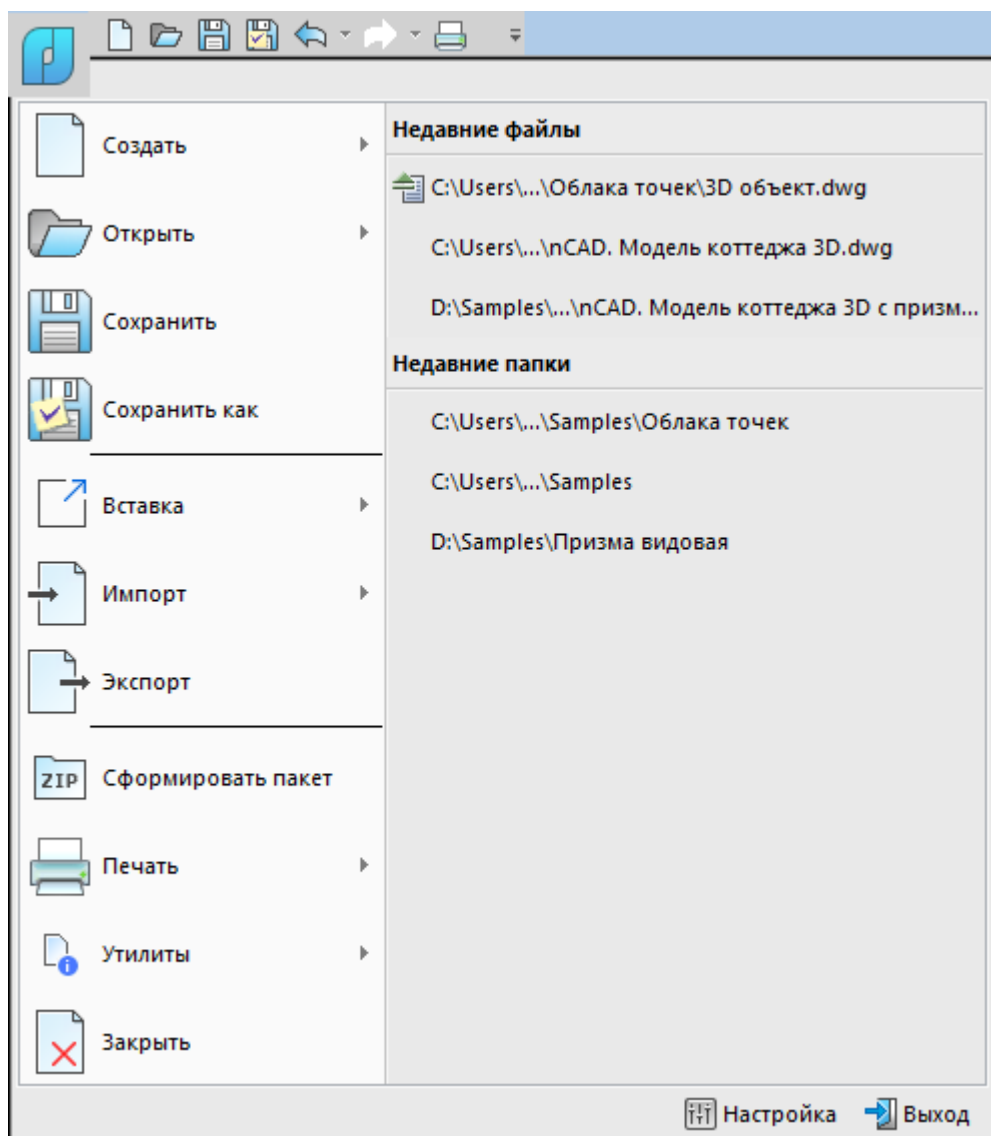 Создать
Открыть
Сохранить
Сохранить как
Вставка
Импорт
Экспорт
ZIP Сформировать пакет
Печать
Утилиты
Закрыть
Недавние файлы
C:\Users\...\Облака точек\3D объект.dwg
C:\Users\...\nCAD. Модель коттеджа 3D.dwg
D:\Samples\...\nCAD. Модель коттеджа 3D с призм...
Недавние папки
C:\Users\...\Samples\Облака точек
C:\Users\...\Samples
D:\Samples\Призма видовая
Настройка Выход